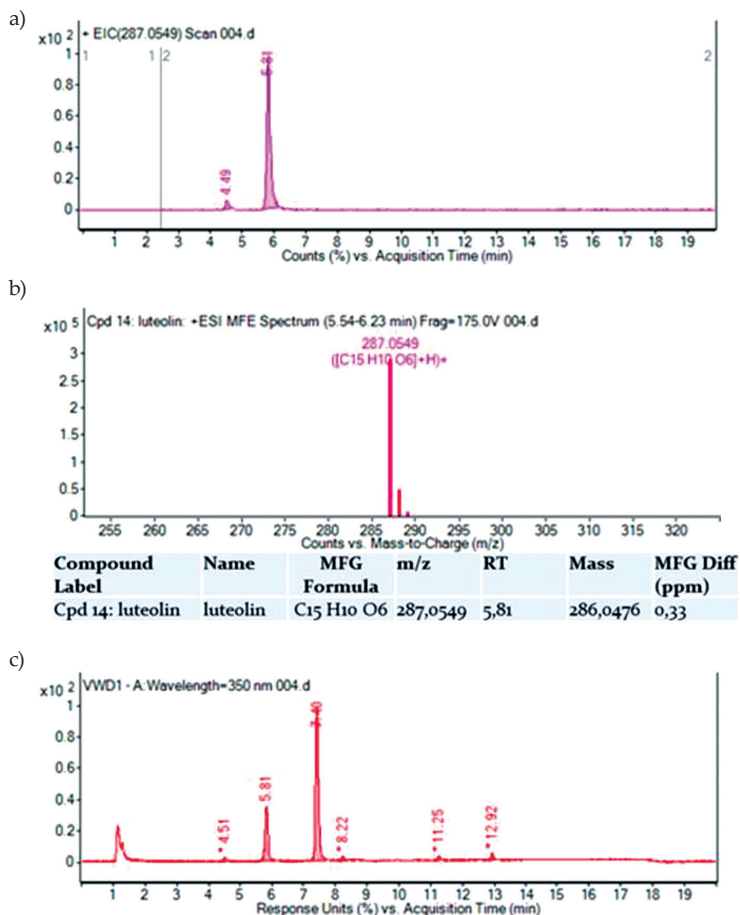 a)
x10 2
+ EIC(287.0549) Scan 004.d
1
1 2
2
1
0.8
0.6
0.4
0.2
0
4.49
5.81
1 2 3 4 5 6 7 8 9 10 11 12 13 14 15 16 17 18 19
Counts (%) vs. Acquisition Time (min)
b)
x10 5
Cpd 14: luteolin: +ESI MFE Spectrum (5.54-6.23 min) Frag=175.0V 004.d
287.0549
([C15 H10 O6]+H)+
3
2.5
2
1.5
1
0.5
0
255 260 265 270 275 280 285 290 295 300 305 310 315 320
Counts vs. Mass-to-Charge (m/z)
Compound Name MFG m/z RT Mass MFG Diff
Label Formula (ppm)
Cpd 14: luteolin luteolin C15 H10 O6 287,0549 5,81 286,0476 0,33
c)
x10 2
VWD1 - A:Wavelength=350 nm 004.d
1
0.8
0.6
0.4
0.2
0
* 4.51
5.81
7.40
* 8.22
* 11.25
* 12.92
1 2 3 4 5 6 7 8 9 10 11 12 13 14 15 16 17 18 19
Response Units (%) vs. Acquisition Time (min)